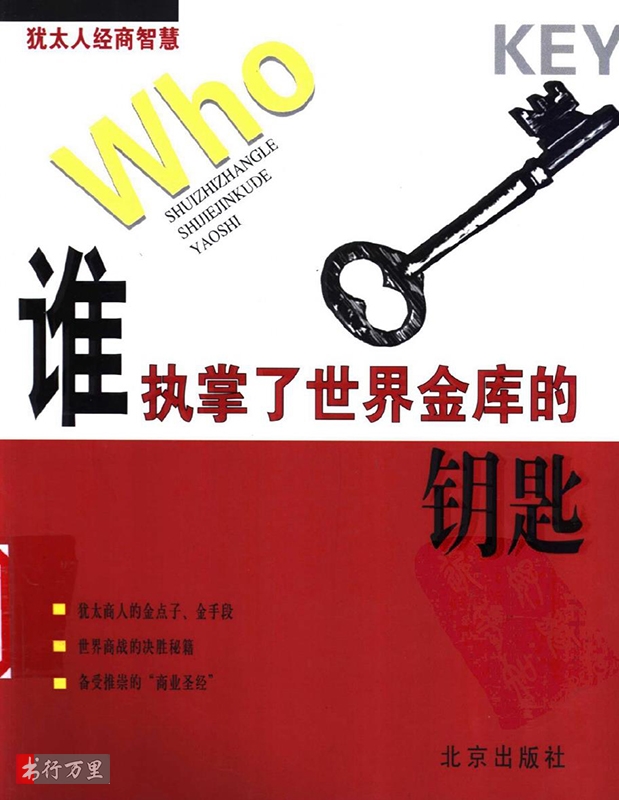 犹太人经商智慧
KEY
Who
SHUIZHIZHANGLE
SHIJIEJINKUDE
YAOSHI
谁
执掌了世界金库的
钥匙
犹太商人的金点子、金手段
世界商战的决胜秘籍
备受推崇的“商业圣经”
北京出版社
书行万里